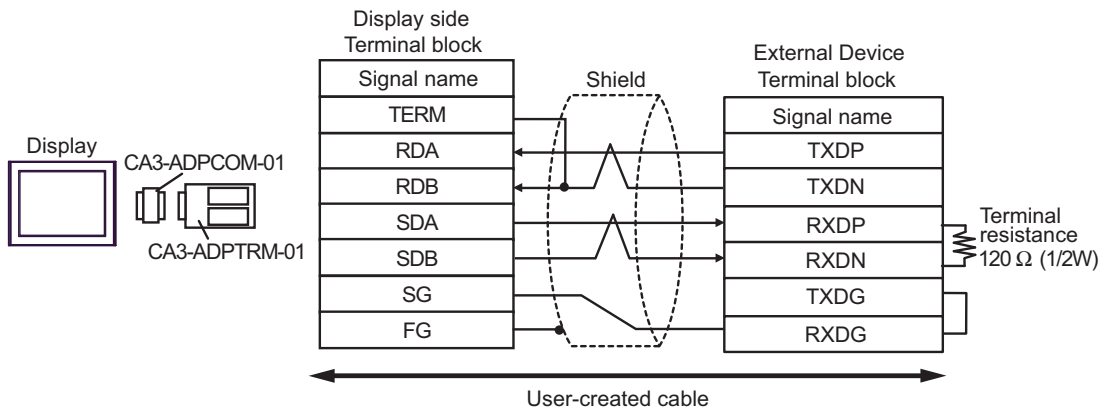 Display side
Terminal block
External Device
Terminal block
Signal name
Shield
TERM
Signal name
Display
CA3-ADPCOM-01
CA3-ADPTRM-01
RDA
TXDP
RDB
TXDN
SDA
RXDP
SDB
RXDN
Terminal
resistance
120 Ω (1/2W)
SG
TXDG
FG
RXDG
User-created cable